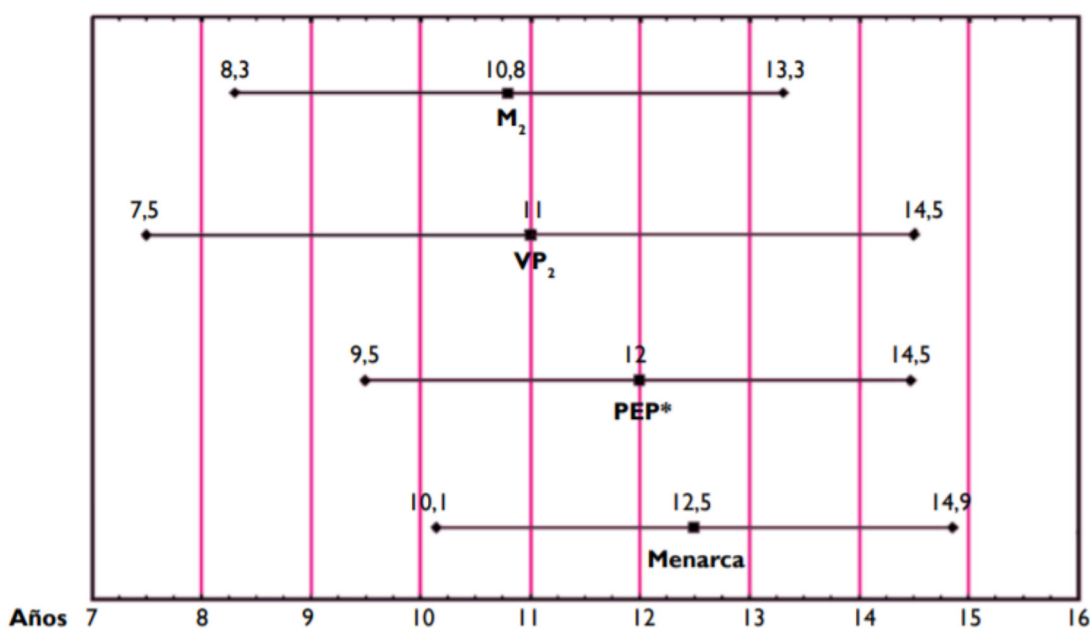 8,3 10,8 13,3
M₂
7,5 11 14,5
VP₂
9,5 12 14,5
PEP*
10,1 12,5 14,9
Menarca
Años 7 8 9 10 11 12 13 14 15 16